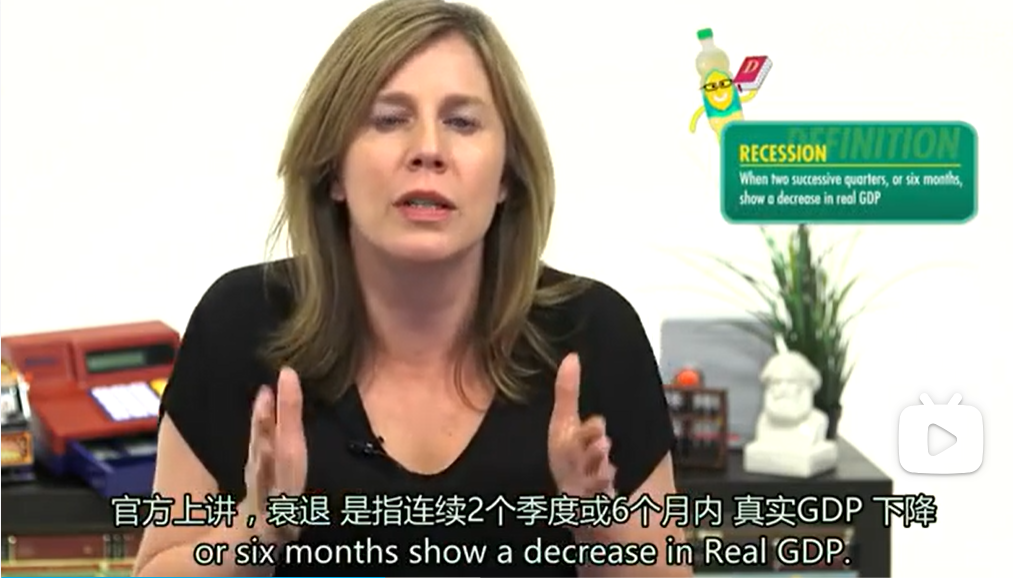 D
DEFINITION
RECESSION
When two successive quarters, or six months,
show a decrease in real GDP
官方上讲，衰退 是指连续2个季度或6个月内 真实GDP 下降
or six months show a decrease in Real GDP.